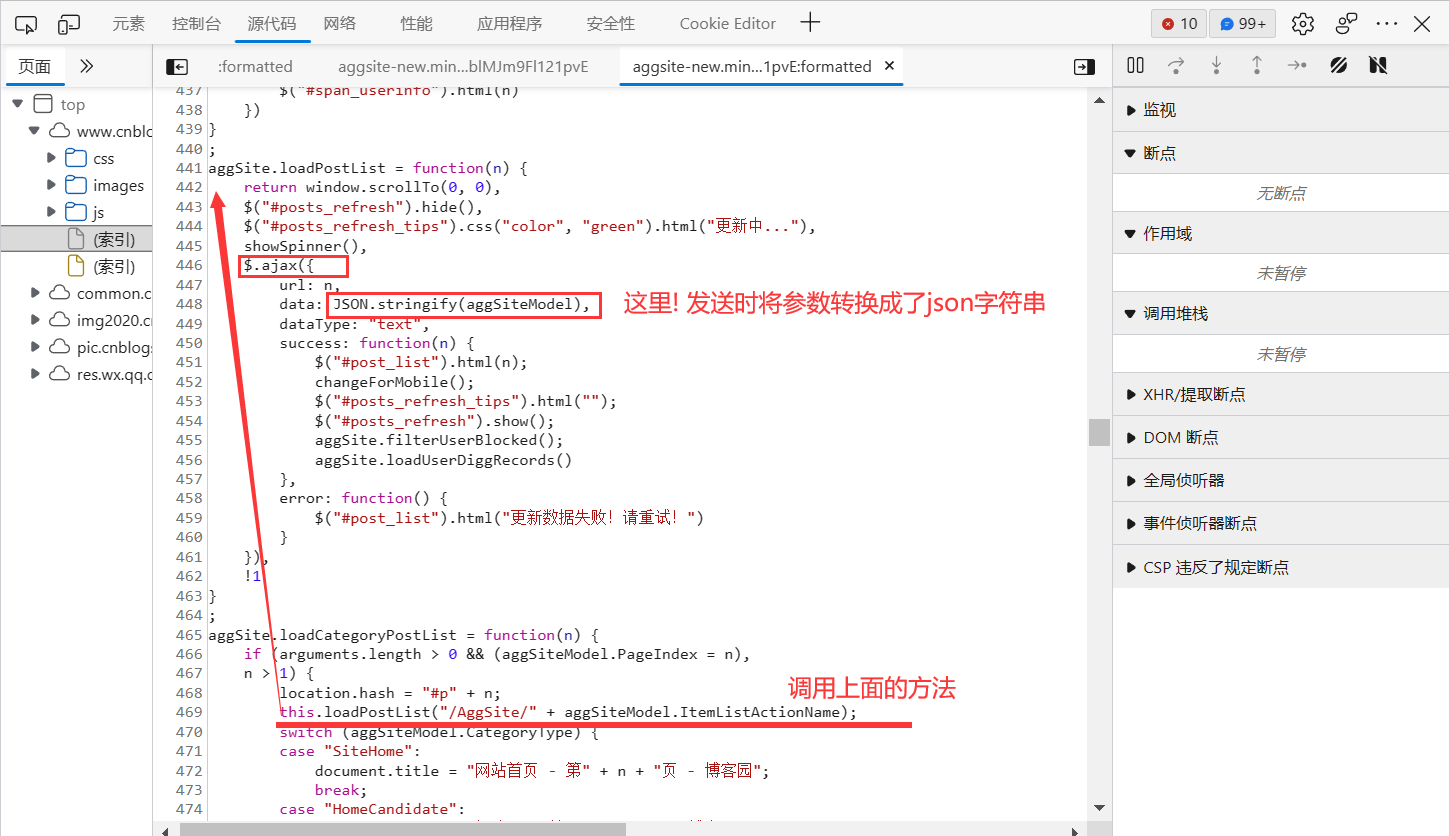 元素 控制台 源代码 网络 性能 应用程序 安全性 Cookie Editor 10 99+
页面 :formatted aggsite-new.min...blMJm9Fl121pvE aggsite-new.min...1pvE:formatted ×
top
www.cnblo
css
images
js
(索引)
(索引)
common.c
img2020.cn
pic.cnblogs
res.wx.qq.c
437 $("#span_userinfo").html(n)
438 })
439 }
440 ;
441 aggSite.loadPostList = function(n) {
442 return window.scrollTo(0, 0),
443 $("#posts_refresh").hide(),
444 $("#posts_refresh_tips").css("color", "green").html("更新中..."),
445 showSpinner(),
446 $.ajax({
447 url: n,
448 data: JSON.stringify(aggSiteModel), 这里! 发送时将参数转换成了json字符串
449 dataType: "text",
450 success: function(n) {
451 $("#post_list").html(n);
452 changeForMobile();
453 $("#posts_refresh_tips").html("");
454 $("#posts_refresh").show();
455 aggSite.filterUserBlocked();
456 aggSite.loadUserDiggRecords()
457 },
458 error: function() {
459 $("#post_list").html("更新数据失败！请重试！")
460 }
461 }),
462 !1
463 }
464 ;
465 aggSite.loadCategoryPostList = function(n) {
466 if (arguments.length > 0 && (aggSiteModel.PageIndex = n),
467 n > 1) {
468 location.hash = "#p" + n;
调用上面的方法
469 this.loadPostList("/AggSite/" + aggSiteModel.ItemListActionName);
470 switch (aggSiteModel.CategoryType) {
471 case "SiteHome":
472 document.title = "网站首页 - 第" + n + "页 - 博客园";
473 break;
474 case "HomeCandidate":
监视
断点
无断点
作用域
未暂停
调用堆栈
未暂停
XHR/提取断点
DOM 断点
全局侦听器
事件侦听器断点
CSP 违反了规定断点